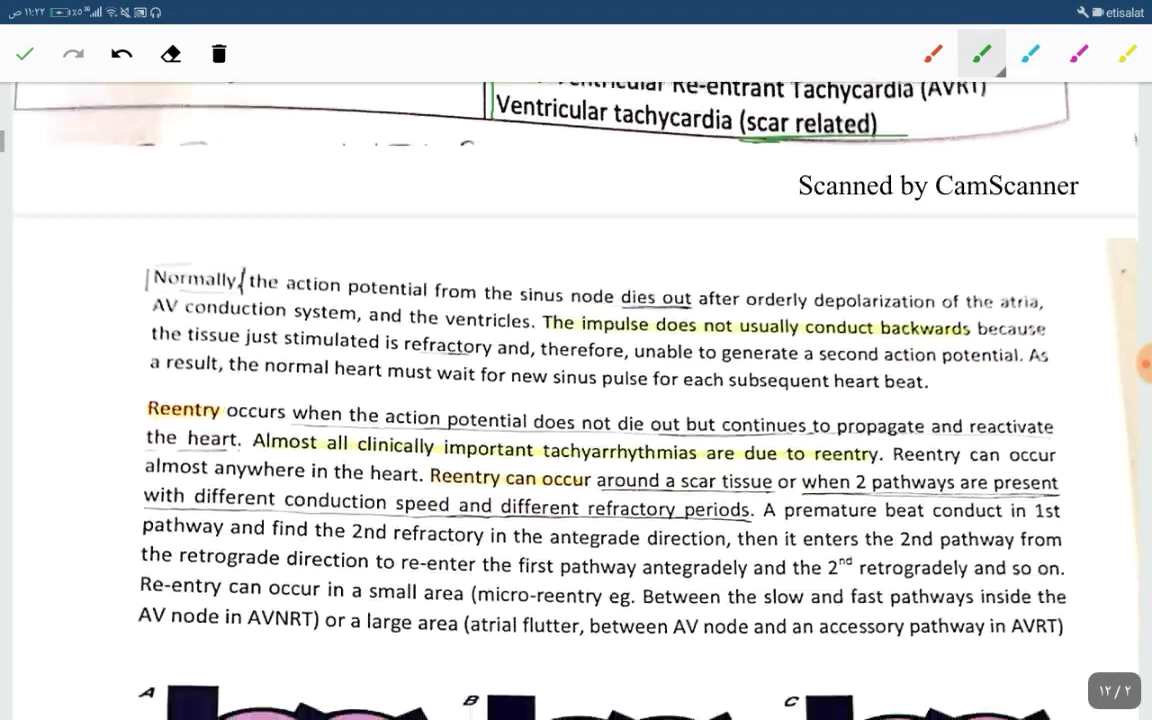 ص ١١:٢٢ ٪٥٦
etisalat
Re-entrant Tachycardia (AVRT)
Ventricular tachycardia (scar related)
Scanned by CamScanner
Normally, the action potential from the sinus node dies out after orderly depolarization of the atria,
AV conduction system, and the ventricles. The impulse does not usually conduct backwards because
the tissue just stimulated is refractory and, therefore, unable to generate a second action potential. As
a result, the normal heart must wait for new sinus pulse for each subsequent heart beat.
Reentry occurs when the action potential does not die out but continues to propagate and reactivate
the heart. Almost all clinically important tachyarrhythmias are due to reentry. Reentry can occur
almost anywhere in the heart. Reentry can occur around a scar tissue or when 2 pathways are present
with different conduction speed and different refractory periods. A premature beat conduct in 1st
pathway and find the 2nd refractory in the antegrade direction, then it enters the 2nd pathway from
the retrograde direction to re-enter the first pathway antegradely and the 2nd retrogradely and so on.
Re-entry can occur in a small area (micro-reentry eg. Between the slow and fast pathways inside the
AV node in AVNRT) or a large area (atrial flutter, between AV node and an accessory pathway in AVRT)
A B C
١٢/٢